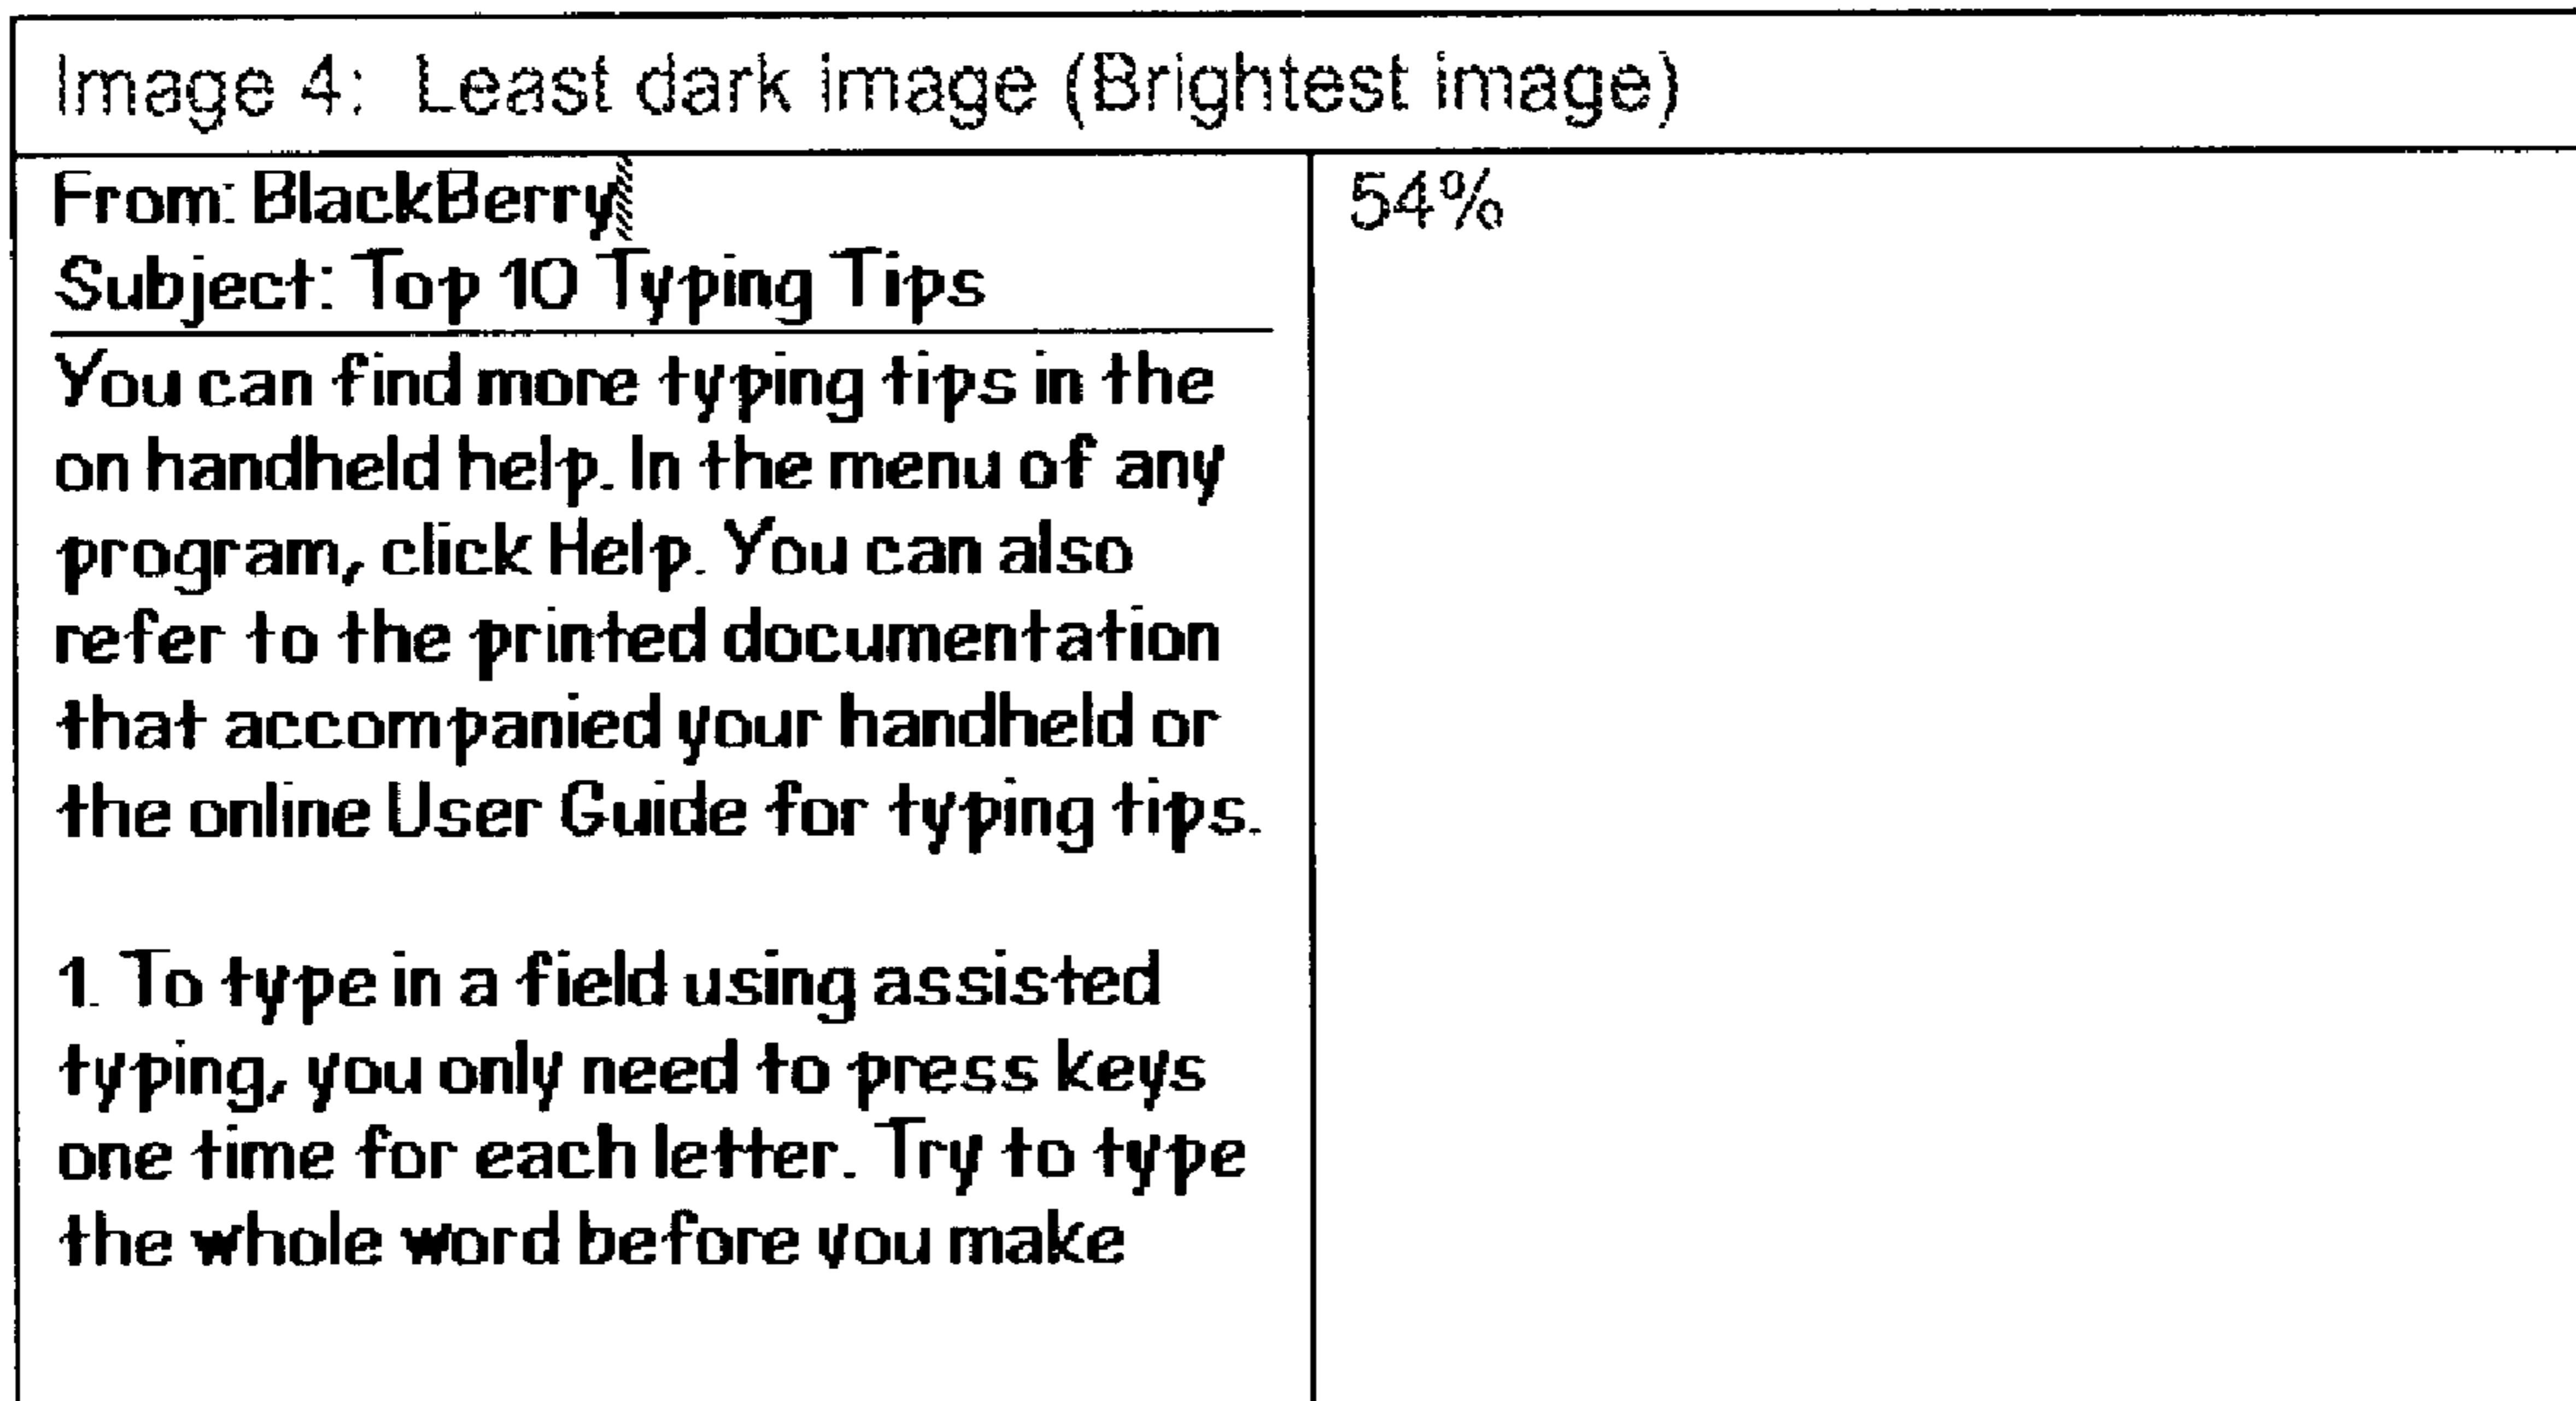 Image 4: Least dark image (Brightest image)
From: BlackBerry
54%
Subject: Top 10 Typing Tips
You can find more typing tips in the
on handheld help. In the menu of any
program, click Help. You can also
refer to the printed documentation
that accompanied your handheld or
the online User Guide for typing tips.
1. To type in a field using assisted
typing, you only need to press keys
one time for each letter. Try to type
the whole word before you make